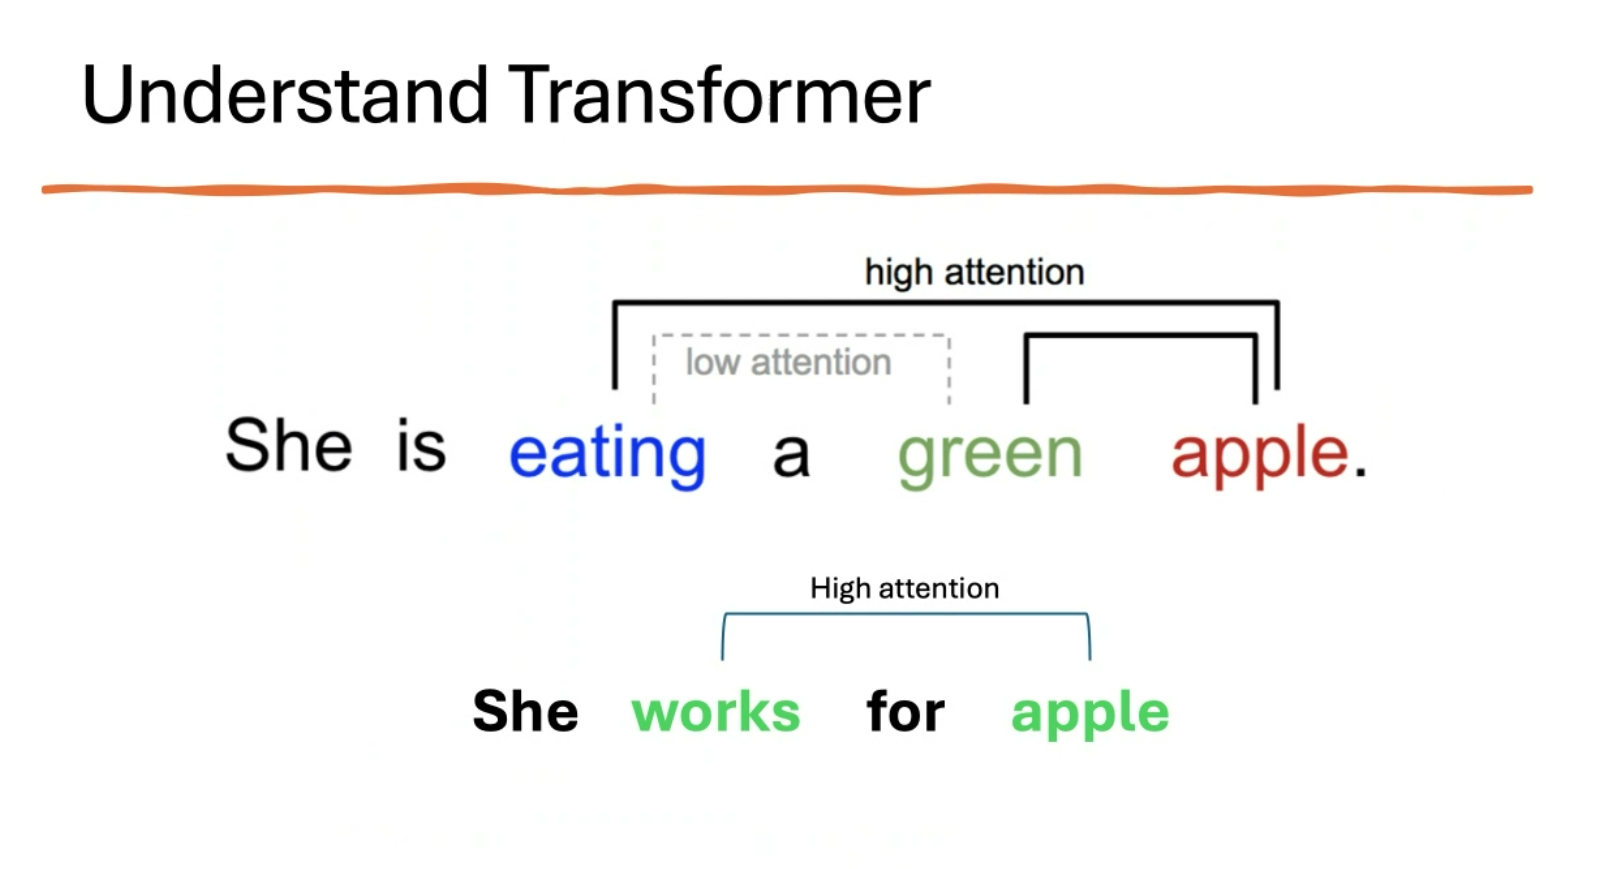 Understand Transformer
high attention
low attention
She is eating a green apple.
High attention
She works for apple